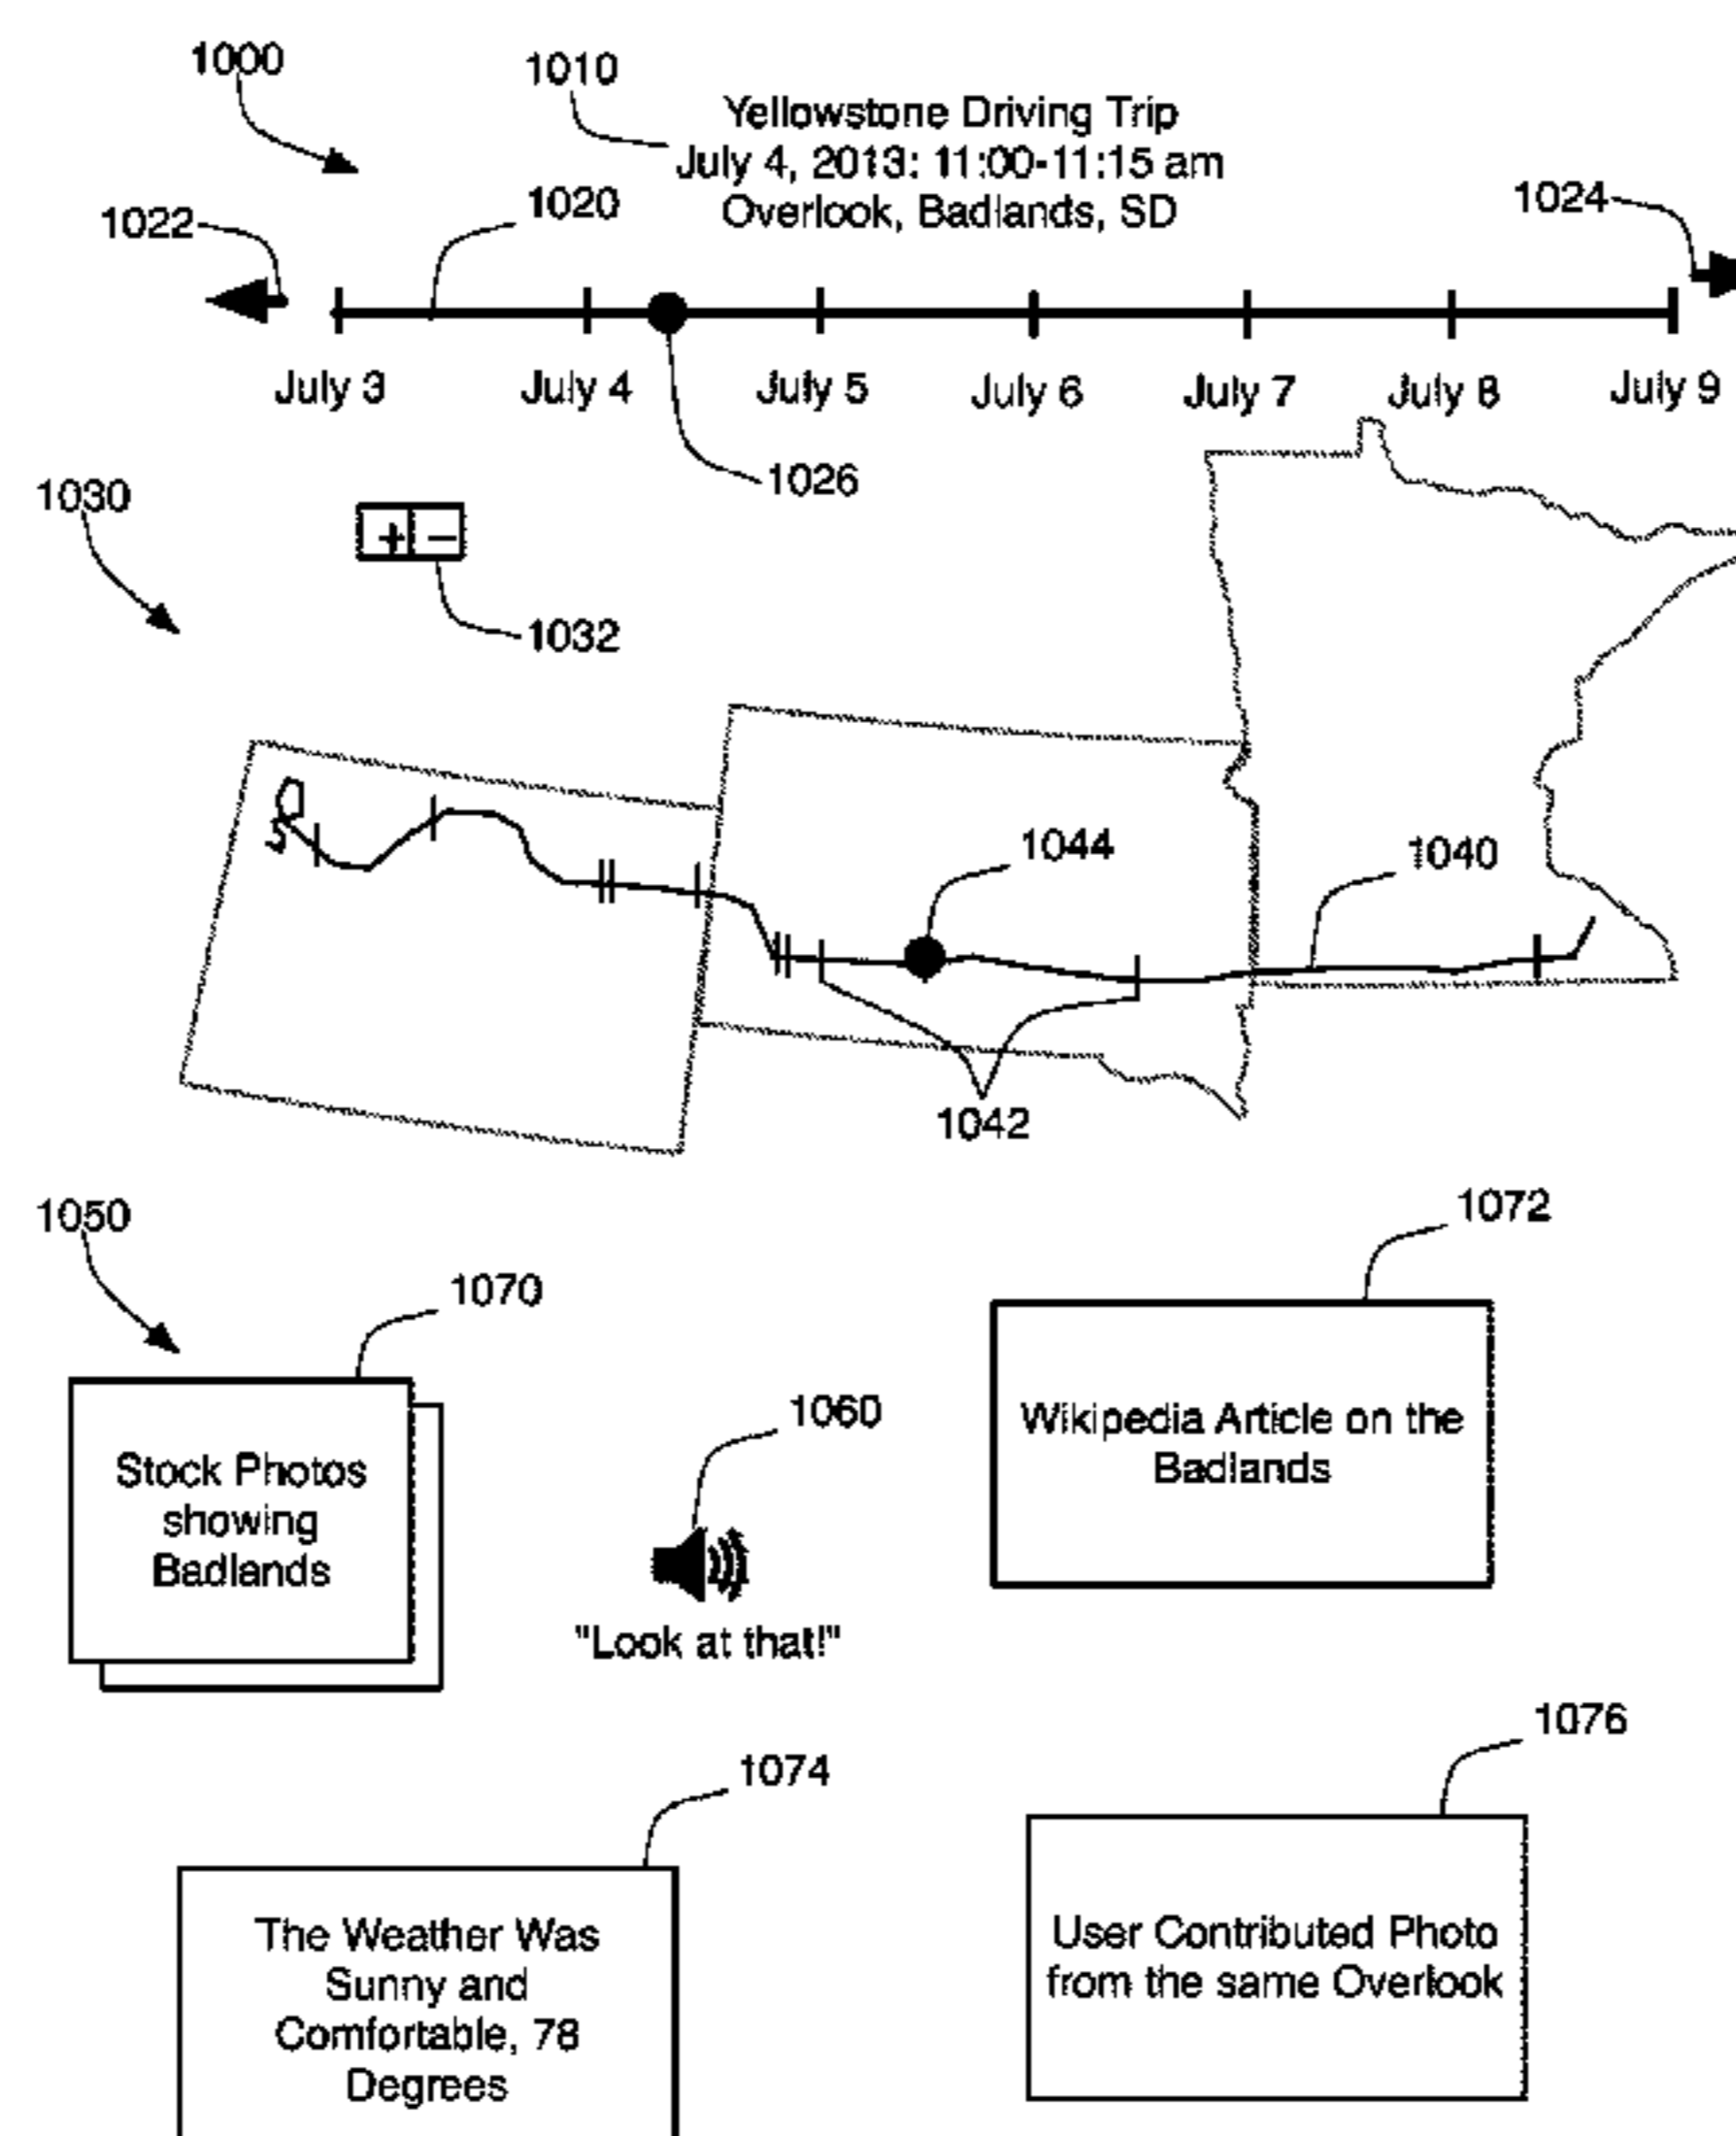 1000
1010
Yellowstone Driving Trip
July 4, 2013: 11:00-11:15 am
Overlook, Badlands, SD
1020
1022
1024
July 3
July 4
July 5
July 6
July 7
July 8
July 9
1026
1030
+ −
1032
1044
1040
1042
1050
1070
1072
Stock Photos
showing
Badlands
1060
"Look at that!"
Wikipedia Article on the
Badlands
1074
1076
The Weather Was
Sunny and
Comfortable, 78
Degrees
User Contributed Photo
from the same Overlook